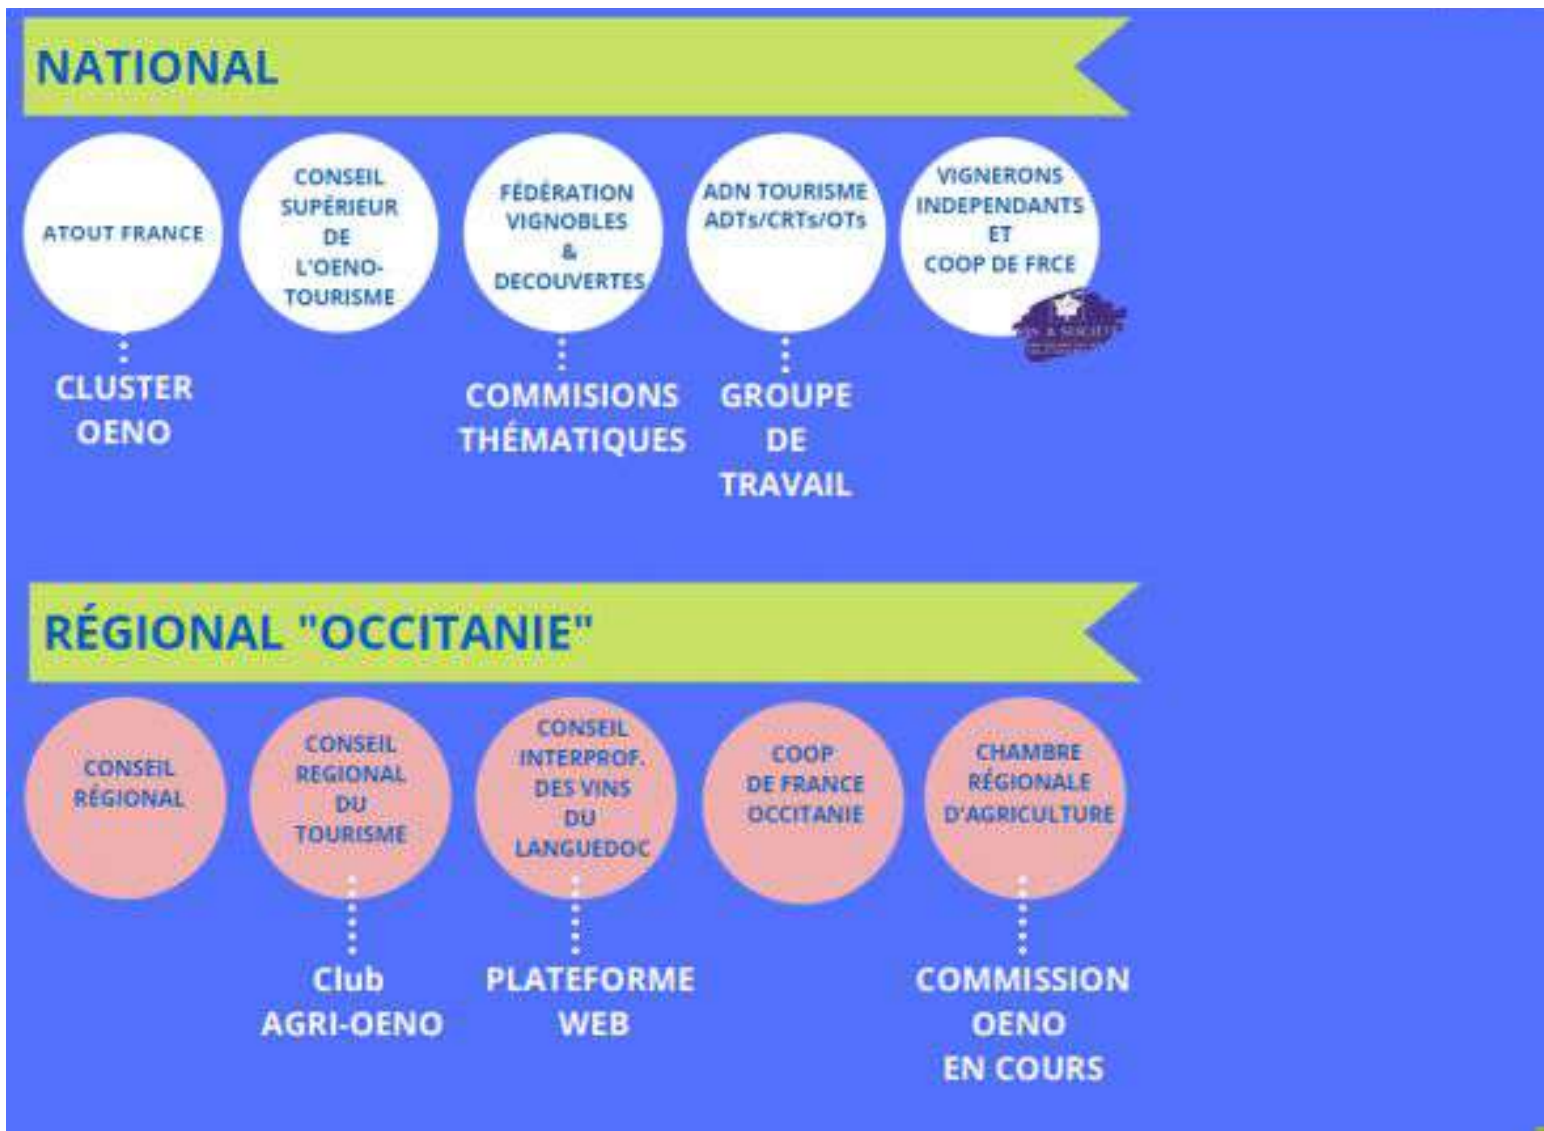 NATIONAL
ATOUT FRANCE
CONSEIL
SUPÉRIEUR
DE
L'OENO-
TOURISME
FÉDÉRATION
VIGNOBLES
&
DECOUVERTES
ADN TOURISME
ADTs/CRTs/OTs
VIGNERONS
INDEPENDANTS
ET
COOP DE FRCE
CLUSTER
OENO
COMMISIONS
THÉMATIQUES
GROUPE
DE
TRAVAIL
RÉGIONAL "OCCITANIE"
CONSEIL
RÉGIONAL
CONSEIL
REGIONAL
DU
TOURISME
CONSEIL
INTERPROF.
DES VINS
DU
LANGUEDOC
COOP
DE FRANCE
OCCITANIE
CHAMBRE
RÉGIONALE
D'AGRICULTURE
Club
AGRI-OENO
PLATEFORME
WEB
COMMISSION
OENO
EN COURS